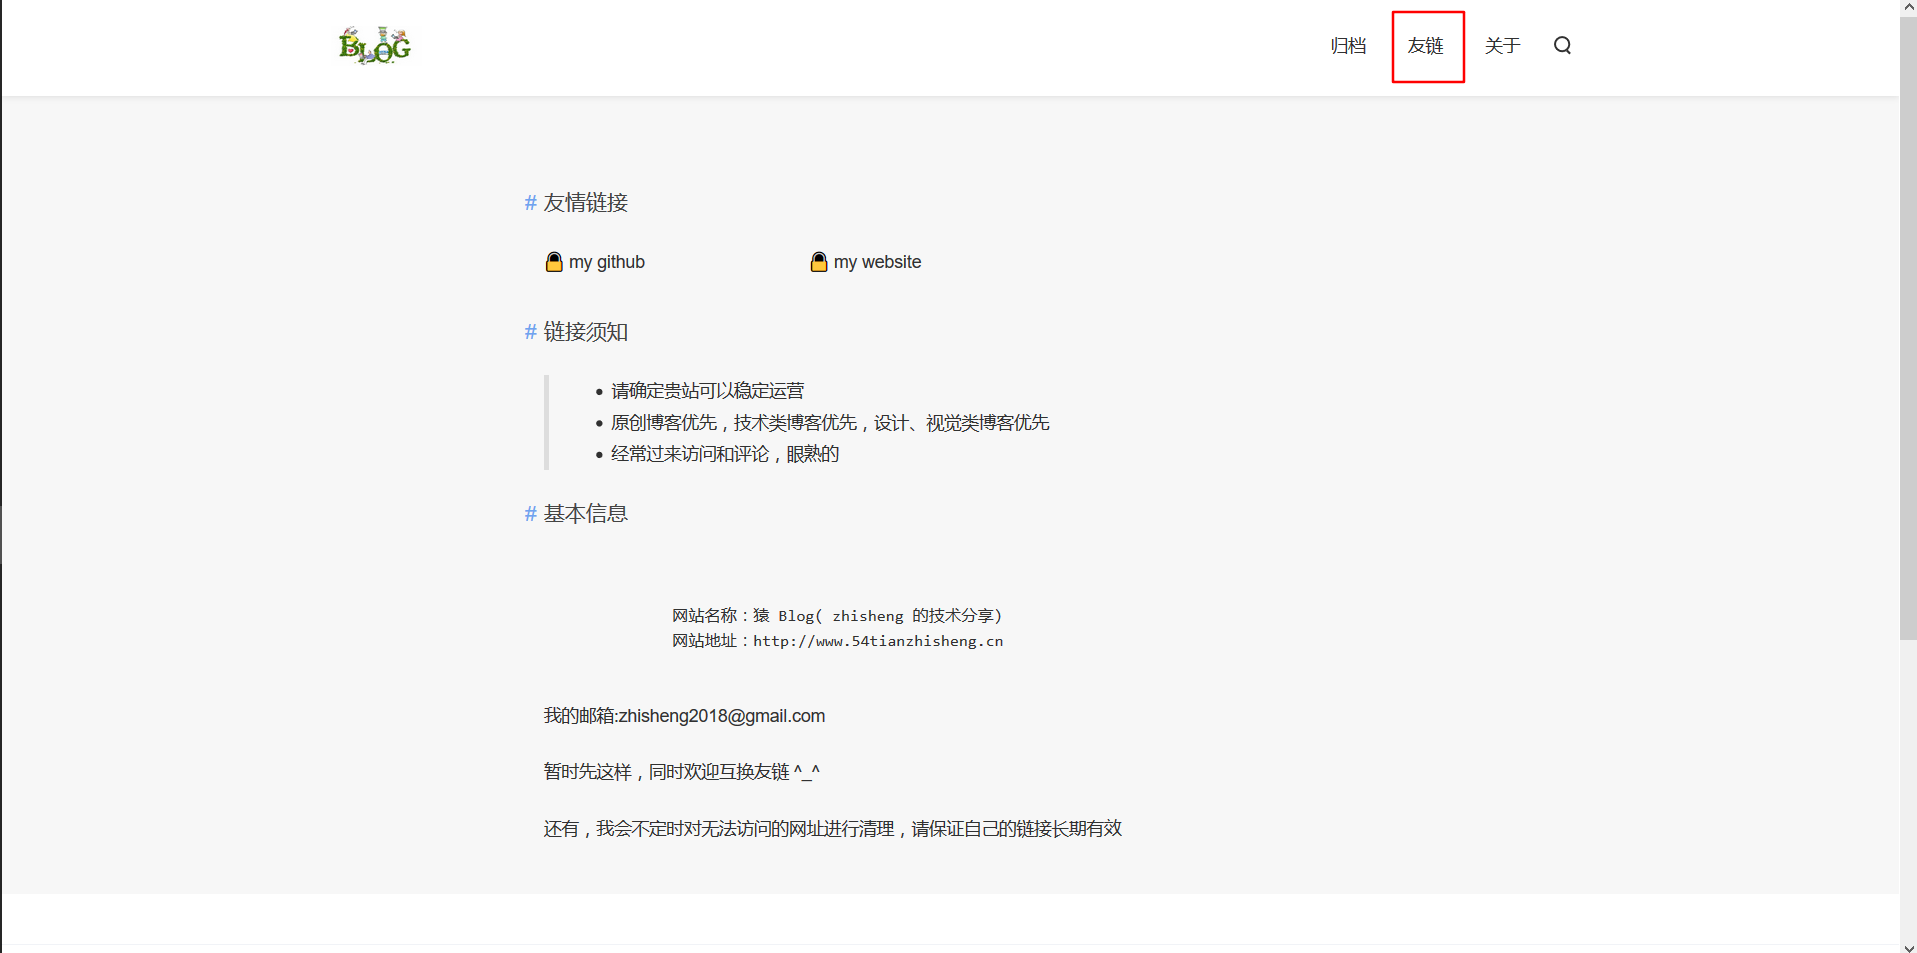 BLOG
归档 友链 关于
# 友情链接
my github my website
# 链接须知
• 请确定贵站可以稳定运营
• 原创博客优先，技术类博客优先，设计、视觉类博客优先
• 经常过来访问和评论，眼熟的
# 基本信息
网站名称：猿 Blog( zhisheng 的技术分享)
网站地址：http://www.54tianzhisheng.cn
我的邮箱:zhisheng2018@gmail.com
暂时先这样，同时欢迎互换友链 ^_^
还有，我会不定时对无法访问的网址进行清理，请保证自己的链接长期有效